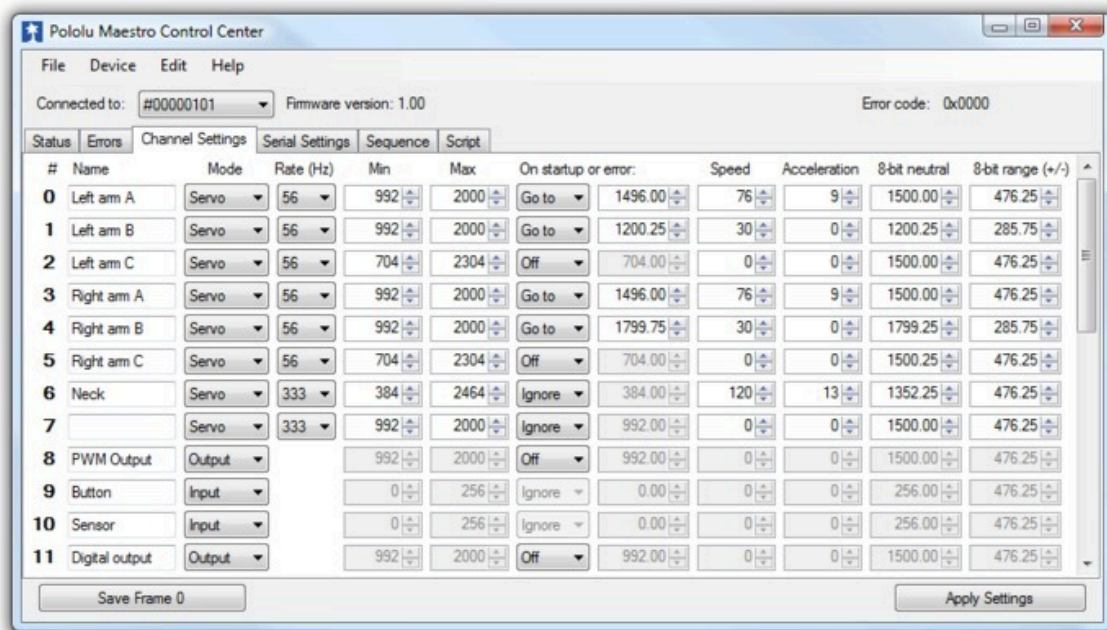 Pololu Maestro Control Center
File Device Edit Help
Connected to: #00000101 Firmware version: 1.00 Error code: 0x0000
Status Errors Channel Settings Serial Settings Sequence Script
# Name Mode Rate (Hz) Min Max On startup or error: Speed Acceleration 8-bit neutral 8-bit range (+/-)
0 Left arm A Servo 56 992 2000 Go to 1496.00 76 9 1500.00 476.25
1 Left arm B Servo 56 992 2000 Go to 1200.25 30 0 1200.25 285.75
2 Left arm C Servo 56 704 2304 Off 704.00 0 0 1500.00 476.25
3 Right arm A Servo 56 992 2000 Go to 1496.00 76 9 1500.00 476.25
4 Right arm B Servo 56 992 2000 Go to 1799.75 30 0 1799.25 285.75
5 Right arm C Servo 56 704 2304 Off 704.00 0 0 1500.25 476.25
6 Neck Servo 333 384 2464 Ignore 384.00 120 13 1352.25 476.25
7 Servo 333 992 2000 Ignore 992.00 0 0 1500.00 476.25
8 PWM Output Output 992 2000 Off 992.00 0 0 1500.00 476.25
9 Button Input 0 256 Ignore 0.00 0 0 256.00 476.25
10 Sensor Input 0 256 Ignore 0.00 0 0 256.00 476.25
11 Digital output Output 992 2000 Off 992.00 0 0 1500.00 476.25
Save Frame 0 Apply Settings